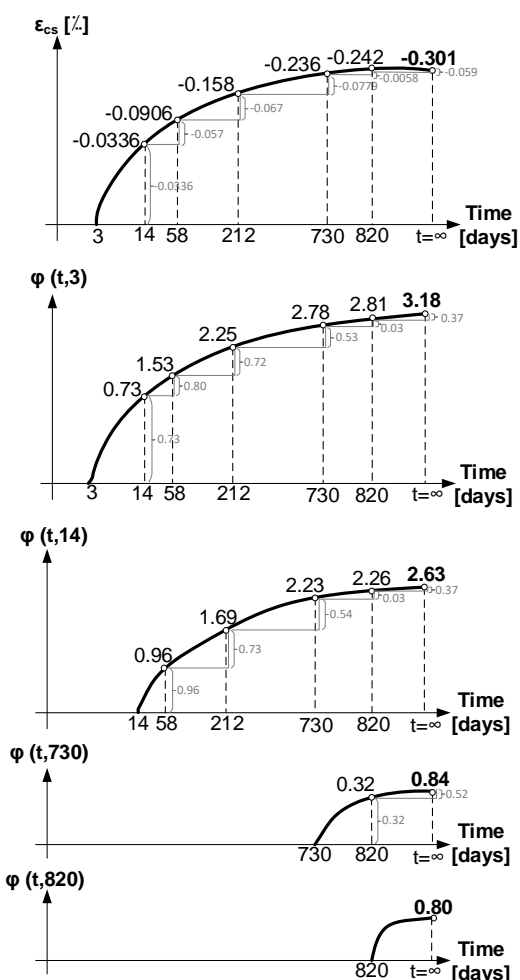 εcs [‰]
-0.0336
-0.0906
-0.158
-0.236
-0.242
-0.301
-0.0336
-0.057
-0.067
-0.0779
-0.0058
-0.059
3 14 58 212 730 820 t=∞
Time
[days]
φ (t,3)
0.73
1.53
2.25
2.78
2.81
3.18
0.73
0.80
0.72
0.53
0.03
0.37
3 14 58 212 730 820 t=∞
Time
[days]
φ (t,14)
0.96
1.69
2.23
2.26
2.63
0.96
0.73
0.54
0.03
0.37
14 58 212 730 820 t=∞
Time
[days]
φ (t,730)
0.32
0.84
0.32
0.52
730 820 t=∞
Time
[days]
φ (t,820)
0.80
820 t=∞
Time
[days]